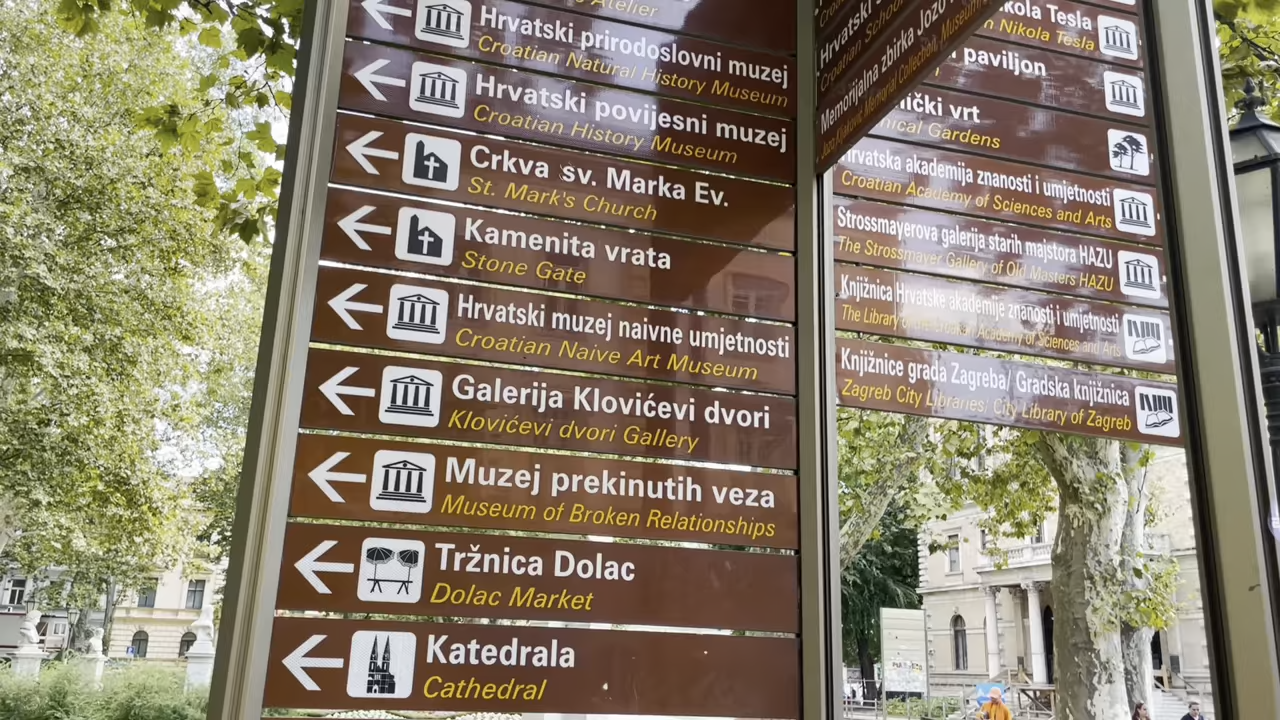 Atelier
Hrvatski prirodoslovni muzej
Croatian Natural History Museum
Hrvatski povijesni muzej
Croatian History Museum
Crkva sv. Marka Ev.
St. Mark's Church
Kamenita vrata
Stone Gate
Hrvatski muzej naivne umjetnosti
Croatian Naive Art Museum
Galerija Klovićevi dvori
Klovićevi dvori Gallery
Muzej prekinutih veza
Museum of Broken Relationships
Tržnica Dolac
Dolac Market
Katedrala
Cathedral
Hrvatski
Croatian
Memorijalna zbirka Jozo
Jozo Kljaković Memorial Collection, Museum
Tesla
Nikola Tesla
paviljon
vrt
Gardens
Hrvatska akademija znanosti i umjetnosti
Croatian Academy of Sciences and Arts
Strossmayerova galerija starih majstora HAZU
The Strossmayer Gallery of Old Masters HAZU
Knjižnica Hrvatske akademije znanosti i umjetnosti
The Library of the Croatian Academy of Sciences and Arts
Knjižnice grada Zagreba/ Gradska knjižnica
Zagreb City Libraries/ City Library of Zagreb